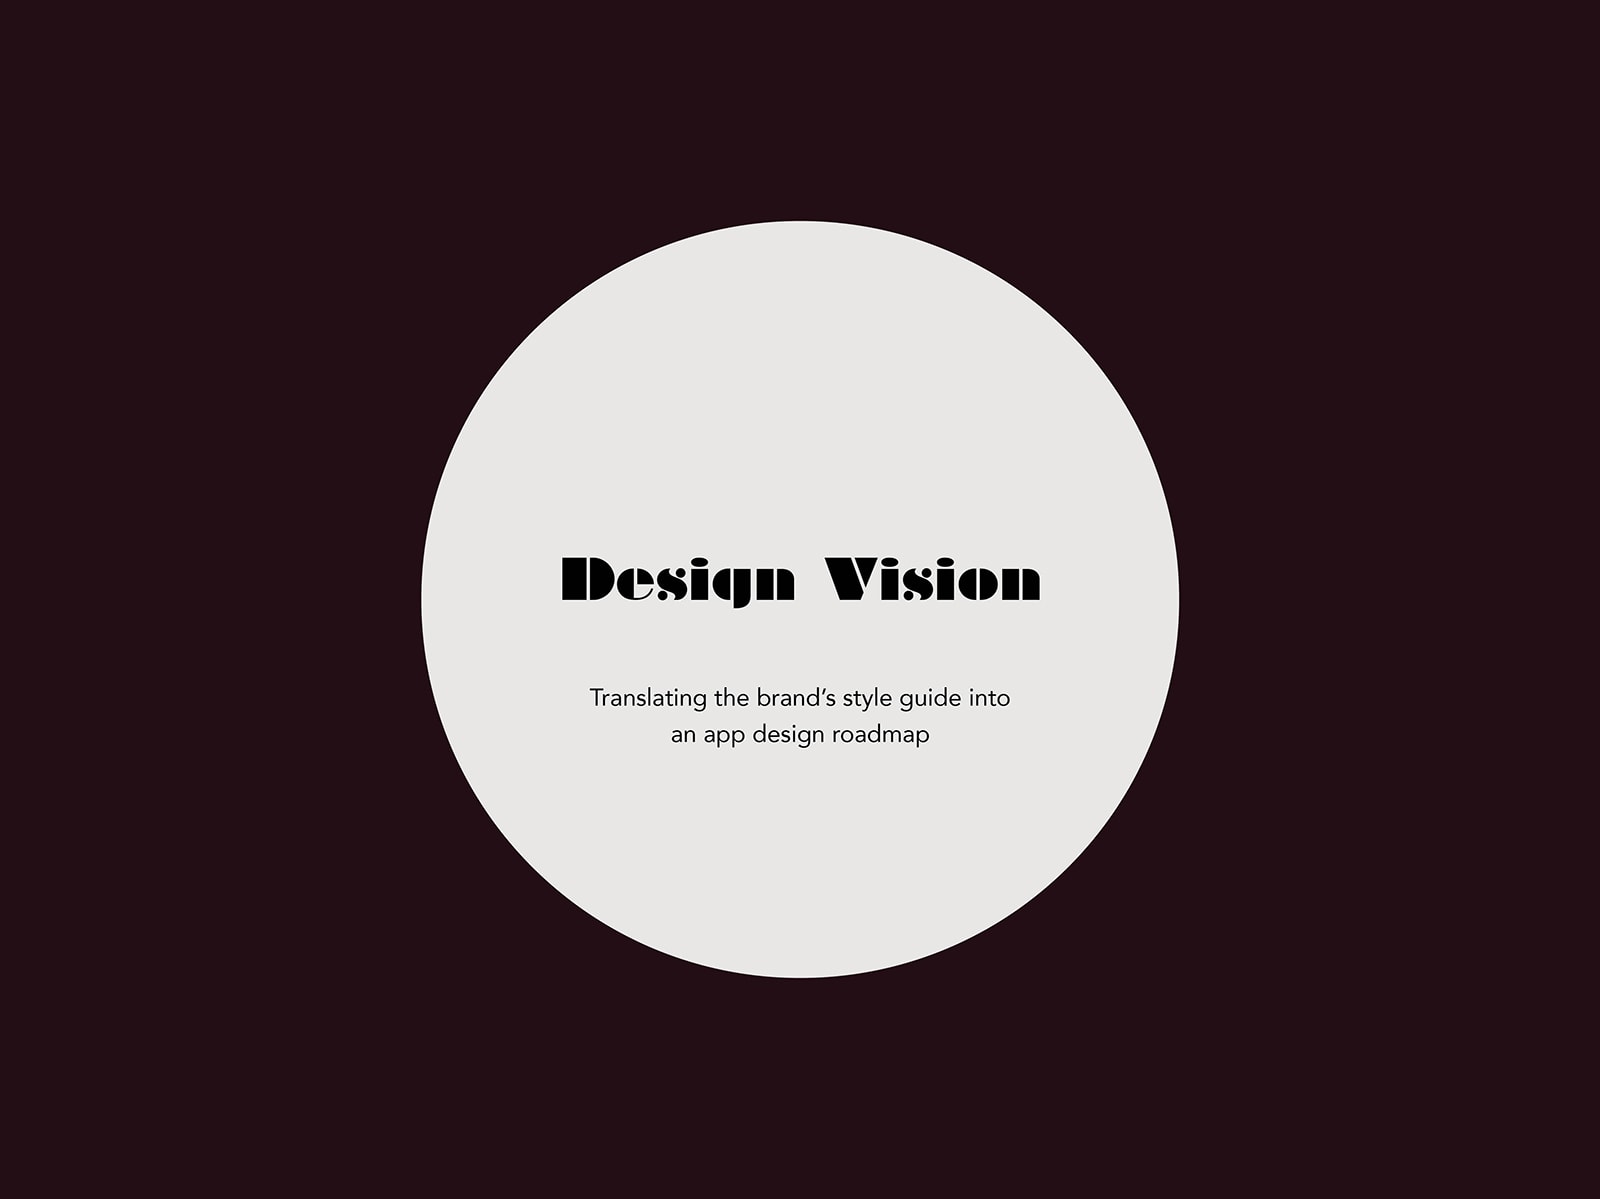 Design Vision
Translating the brand’s style guide into
an app design roadmap